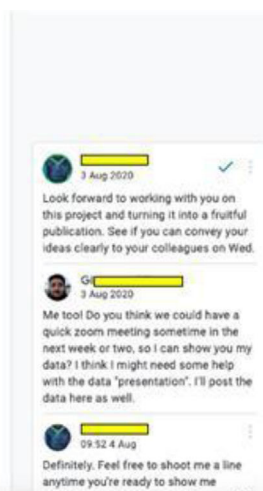 3 Aug 2020
Look forward to working with you on
this project and turning it into a fruitful
publication. See if you can convey your
ideas clearly to your colleagues on Wed.
Gi
3 Aug 2020
Me too! Do you think we could have a
quick zoom meeting sometime in the
next week or two, so I can show you my
data? I think I might need some help
with the data "presentation". I'll post the
data here as well.
09:52 4 Aug
Definitely. Feel free to shoot me a line
anytime you're ready to show me